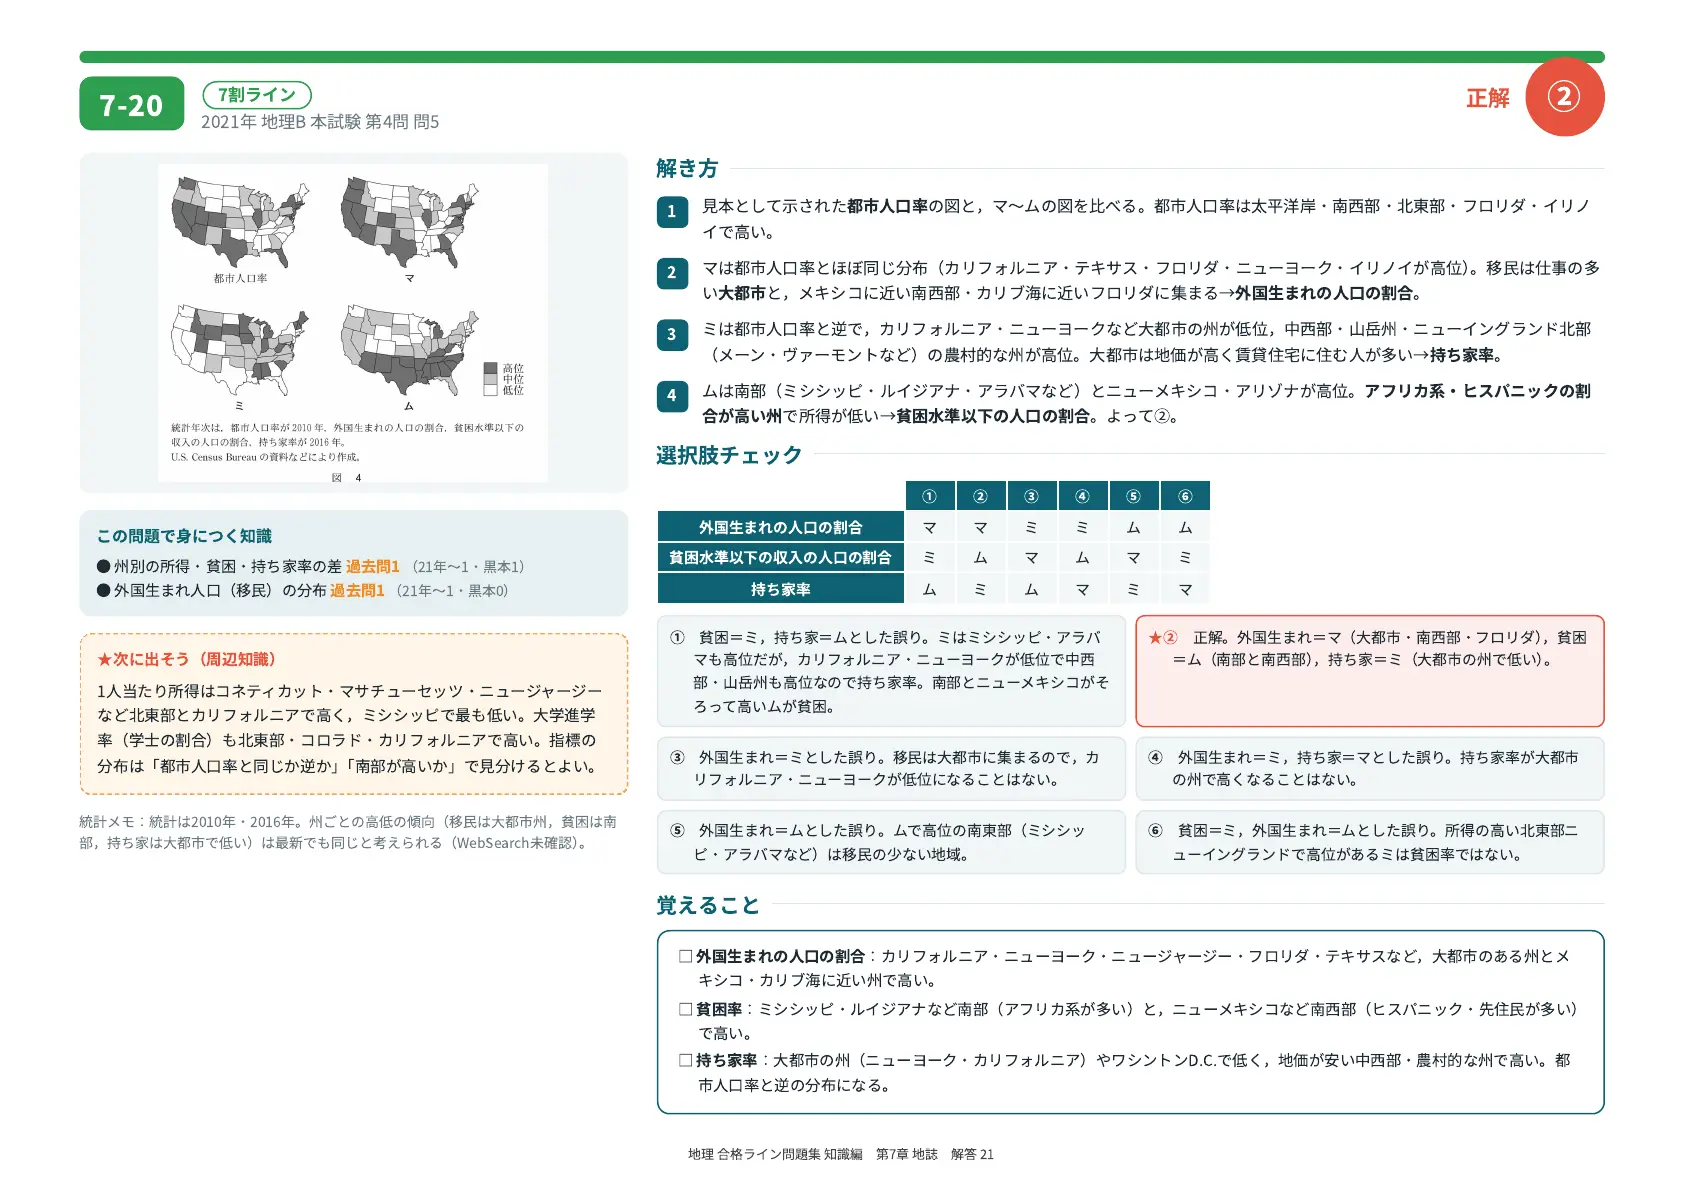 7-20
7割ライン
2021年 地理B 本試験 第4問 問5
正解
②
都市人口率
マ
ミ
ム
高位
中位
低位
統計年次は，都市人口率が2010年，外国生まれの人口の割合，貧困水準以下の
収入の人口の割合，持ち家率が2016年。
U.S. Census Bureau の資料などにより作成。
図 4
この問題で身につく知識
●州別の所得・貧困・持ち家率の差 過去問1 （21年〜1・黒本1）
●外国生まれ人口（移民）の分布 過去問1 （21年〜1・黒本0）
★次に出そう（周辺知識）
1人当たり所得はコネティカット・マサチューセッツ・ニュージャージー
など北東部とカリフォルニアで高く，ミシシッピで最も低い。大学進学
率（学士の割合）も北東部・コロラド・カリフォルニアで高い。指標の
分布は「都市人口率と同じか逆か」「南部が高いか」で見分けるとよい。
統計メモ：統計は2010年・2016年。州ごとの高低の傾向（移民は大都市州，貧困は南
部，持ち家は大都市で低い）は最新でも同じと考えられる（WebSearch未確認）。
解き方
1 見本として示された都市人口率の図と，マ〜ムの図を比べる。都市人口率は太平洋岸・南西部・北東部・フロリダ・イリノ
イで高い。
2 マは都市人口率とほぼ同じ分布（カリフォルニア・テキサス・フロリダ・ニューヨーク・イリノイが高位）。移民は仕事の多
い大都市と，メキシコに近い南西部・カリブ海に近いフロリダに集まる→外国生まれの人口の割合。
3 ミは都市人口率と逆で，カリフォルニア・ニューヨークなど大都市の州が低位，中西部・山岳州・ニューイングランド北部
（メーン・ヴァーモントなど）の農村的な州が高位。大都市は地価が高く賃貸住宅に住む人が多い→持ち家率。
4 ムは南部（ミシシッピ・ルイジアナ・アラバマなど）とニューメキシコ・アリゾナが高位。アフリカ系・ヒスパニックの割
合が高い州で所得が低い→貧困水準以下の人口の割合。よって②。
選択肢チェック
① ② ③ ④ ⑤ ⑥
外国生まれの人口の割合 マ マ ミ ミ ム ム
貧困水準以下の収入の人口の割合 ミ ム マ ム マ ミ
持ち家率 ム ミ ム マ ミ マ
① 貧困＝ミ，持ち家＝ムとした誤り。ミはミシシッピ・アラバ
マも高位だが，カリフォルニア・ニューヨークが低位で中西
部・山岳州も高位なので持ち家率。南部とニューメキシコがそ
ろって高いムが貧困。
★② 正解。外国生まれ＝マ（大都市・南西部・フロリダ），貧困
＝ム（南部と南西部），持ち家＝ミ（大都市の州で低い）。
③ 外国生まれ＝ミとした誤り。移民は大都市に集まるので，カ
リフォルニア・ニューヨークが低位になることはない。
④ 外国生まれ＝ミ，持ち家＝マとした誤り。持ち家率が大都市
の州で高くなることはない。
⑤ 外国生まれ＝ムとした誤り。ムで高位の南東部（ミシシッ
ピ・アラバマなど）は移民の少ない地域。
⑥ 貧困＝ミ，外国生まれ＝ムとした誤り。所得の高い北東部ニ
ューイングランドで高位があるミは貧困率ではない。
覚えること
□ 外国生まれの人口の割合：カリフォルニア・ニューヨーク・ニュージャージー・フロリダ・テキサスなど，大都市のある州とメ
キシコ・カリブ海に近い州で高い。
□ 貧困率：ミシシッピ・ルイジアナなど南部（アフリカ系が多い）と，ニューメキシコなど南西部（ヒスパニック・先住民が多い）
で高い。
□ 持ち家率：大都市の州（ニューヨーク・カリフォルニア）やワシントンD.C.で低く，地価が安い中西部・農村的な州で高い。都
市人口率と逆の分布になる。
地理 合格ライン問題集 知識編 第7章 地誌 解答 21